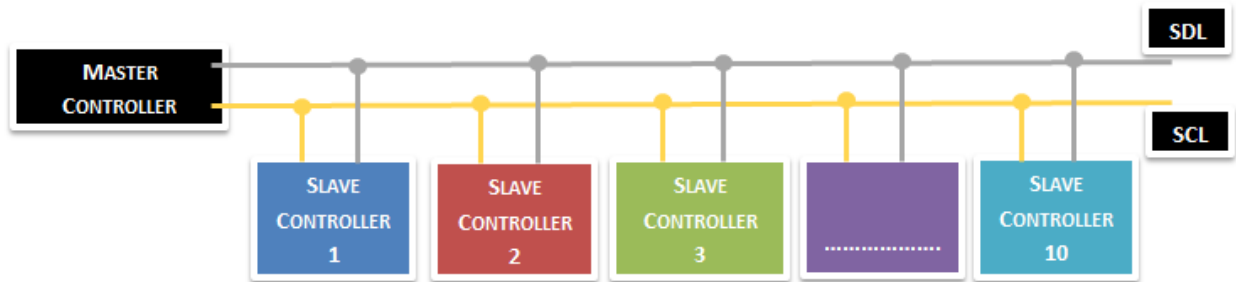 SDL
MASTER
CONTROLLER
SCL
SLAVE
CONTROLLER
1
SLAVE
CONTROLLER
2
SLAVE
CONTROLLER
3
...................
SLAVE
CONTROLLER
10